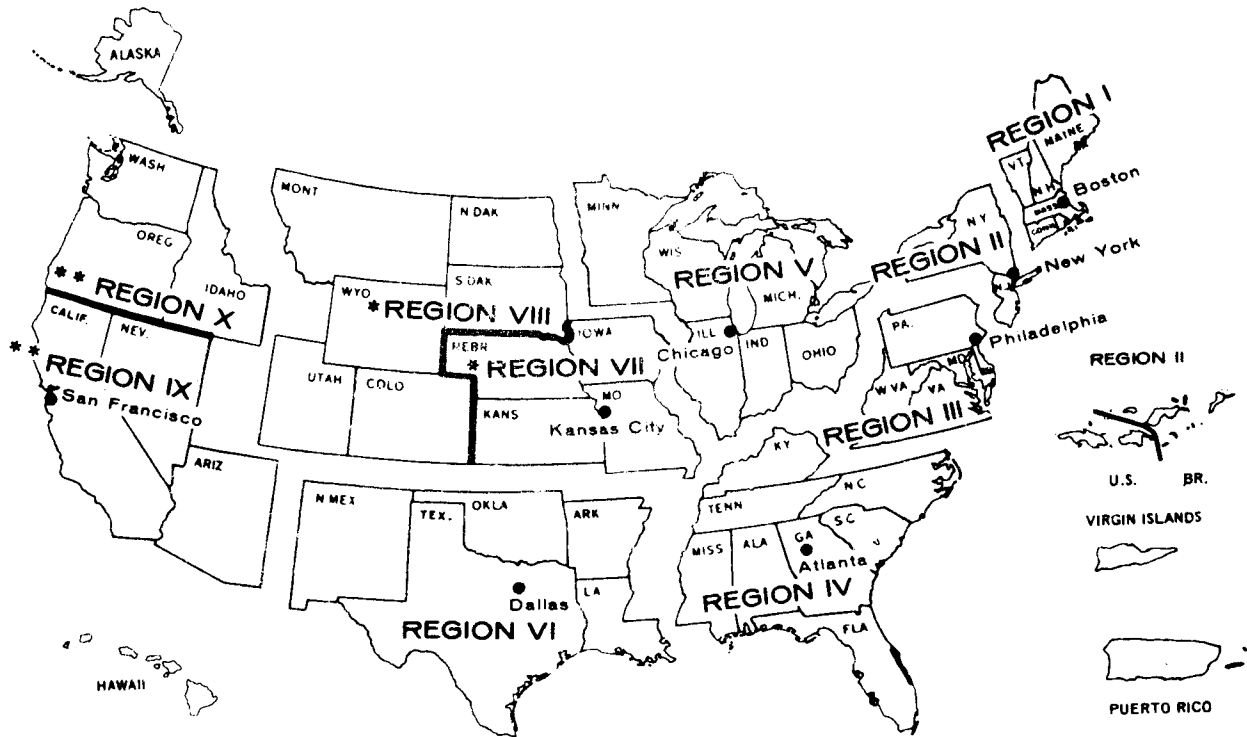 ALASKA
REGION I
MAINE
VT.
N.H.
MASS
CONN
Boston
WASH
MONT
N DAK
MINN
OREG
N.Y.
WIS
REGION II
New York
N.J.
S DAK
REGION V
MICH.
IDAHO
** REGION X
WYO
*REGION VIII
CALIF.
NEV.
IOWA
ILL
Chicago
IND
OHIO
PA.
Philadelphia
MD
REGION II
** REGION IX
NEBR
* REGION VII
UTAH
COLO
San Francisco
KANS
MO
Kansas City
W VA
VA
REGION III
KY
ARIZ
N MEX
OKLA
TEX.
ARK
TENN
N C
S C
U.S.
BR.
VIRGIN ISLANDS
MISS
ALA
GA
Atlanta
LA
Dallas
REGION IV
REGION VI
FLA
HAWAII
PUERTO RICO